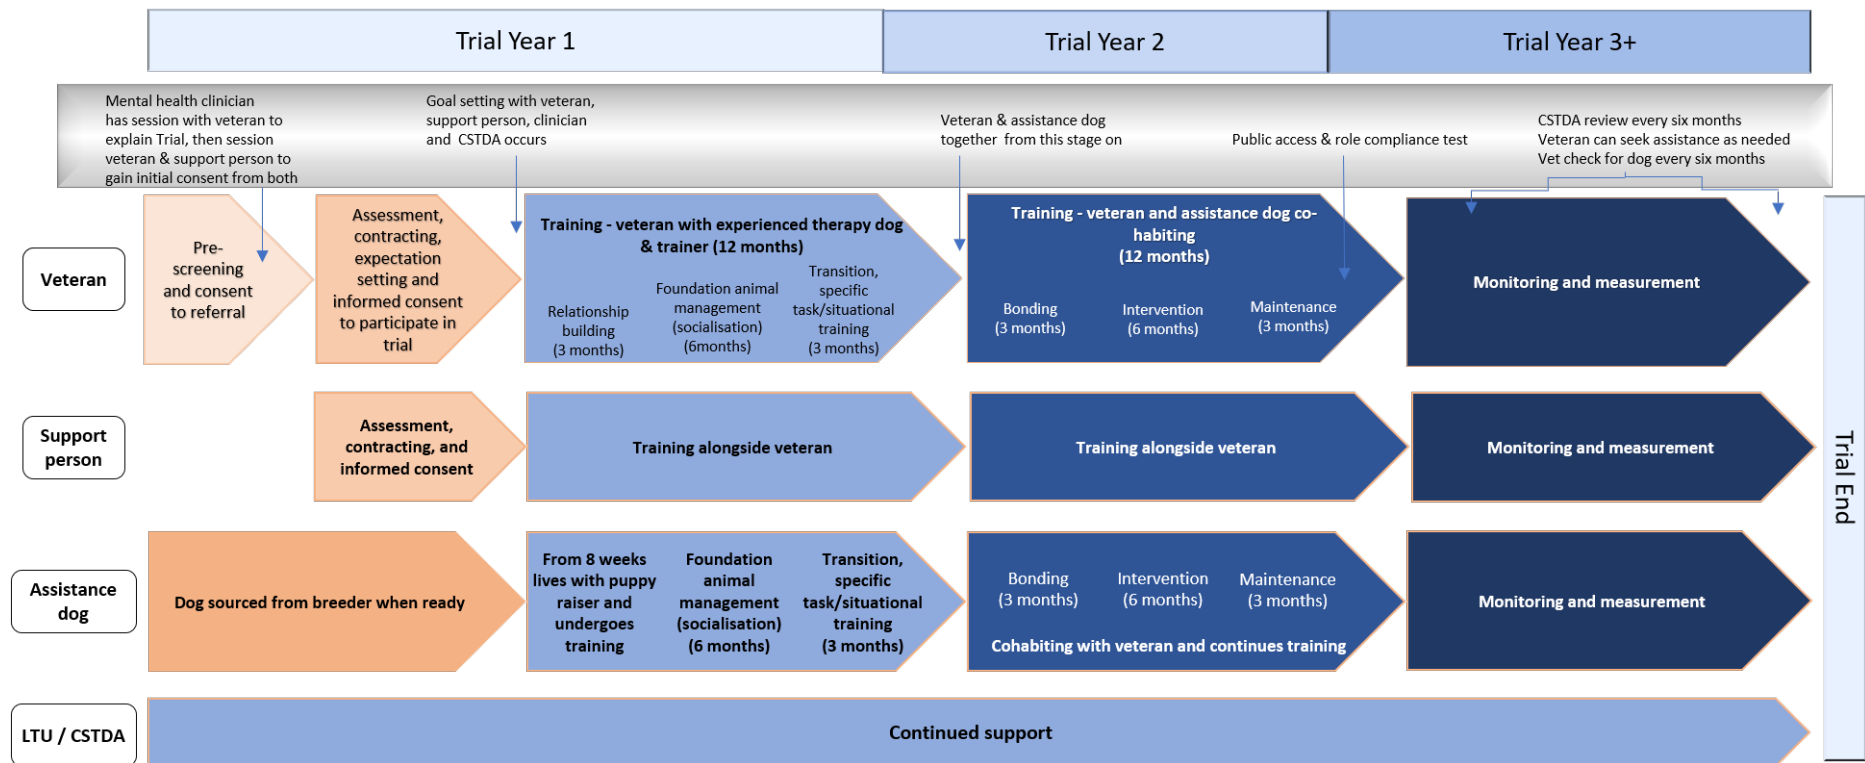 Trial Year 1
Trial Year 2
Trial Year 3+
Mental health clinician
has session with veteran to
explain Trial, then session
veteran & support person to
gain initial consent from both
Goal setting with veteran,
support person, clinician
and CSTDA occurs
Veteran & assistance dog
together from this stage on
Public access & role compliance test
CSTDA review every six months
Veteran can seek assistance as needed
Vet check for dog every six months
Veteran
Pre-
screening
and consent
to referral
Assessment,
contracting,
expectation
setting and
informed consent
to participate in
trial
Training - veteran with experienced therapy dog
& trainer (12 months)
Relationship
building
(3 months)
Foundation animal
management
(socialisation)
(6months)
Transition,
specific
task/situational
training
(3 months)
Training - veteran and assistance dog co-
habiting
(12 months)
Bonding
(3 months)
Intervention
(6 months)
Maintenance
(3 months)
Monitoring and measurement
Support
person
Assessment,
contracting, and
informed consent
Training alongside veteran
Training alongside veteran
Monitoring and measurement
Assistance
dog
Dog sourced from breeder when ready
From 8 weeks
lives with puppy
raiser and
undergoes
training
Foundation
animal
management
(socialisation)
(6 months)
Transition,
specific
task/situational
training
(3 months)
Bonding
(3 months)
Intervention
(6 months)
Maintenance
(3 months)
Cohabiting with veteran and continues training
Monitoring and measurement
LTU / CSTDA
Continued support
Trial End